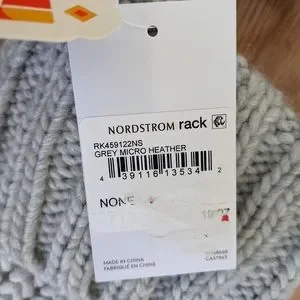 NORDSTROM rack
RK459122NS
GREY MICRO HEATHER
4 39116 13534 2
NONE
MADE IN CHINA
FABRIQUÉ EN CHINE